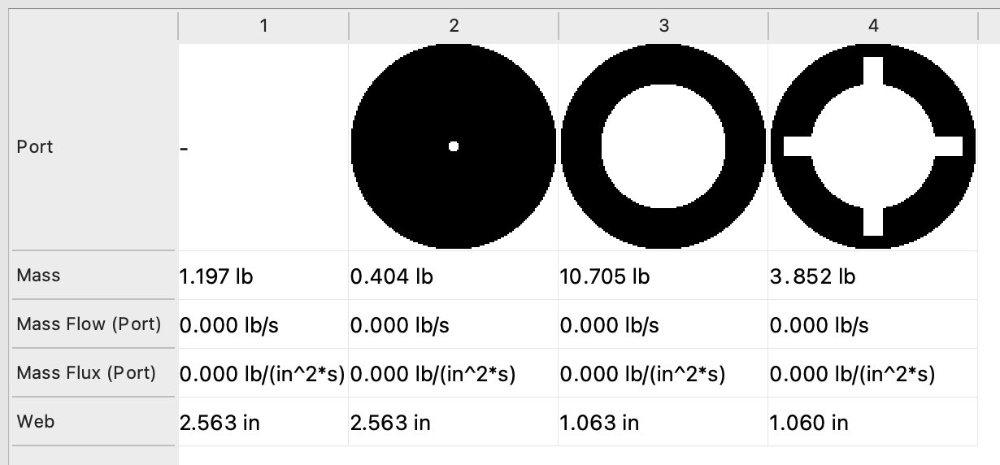 1 2 3 4
Port -
Mass 1.197 lb 0.404 lb 10.705 lb 3.852 lb
Mass Flow (Port) 0.000 lb/s 0.000 lb/s 0.000 lb/s 0.000 lb/s
Mass Flux (Port) 0.000 lb/(in^2*s) 0.000 lb/(in^2*s) 0.000 lb/(in^2*s) 0.000 lb/(in^2*s)
Web 2.563 in 2.563 in 1.063 in 1.060 in